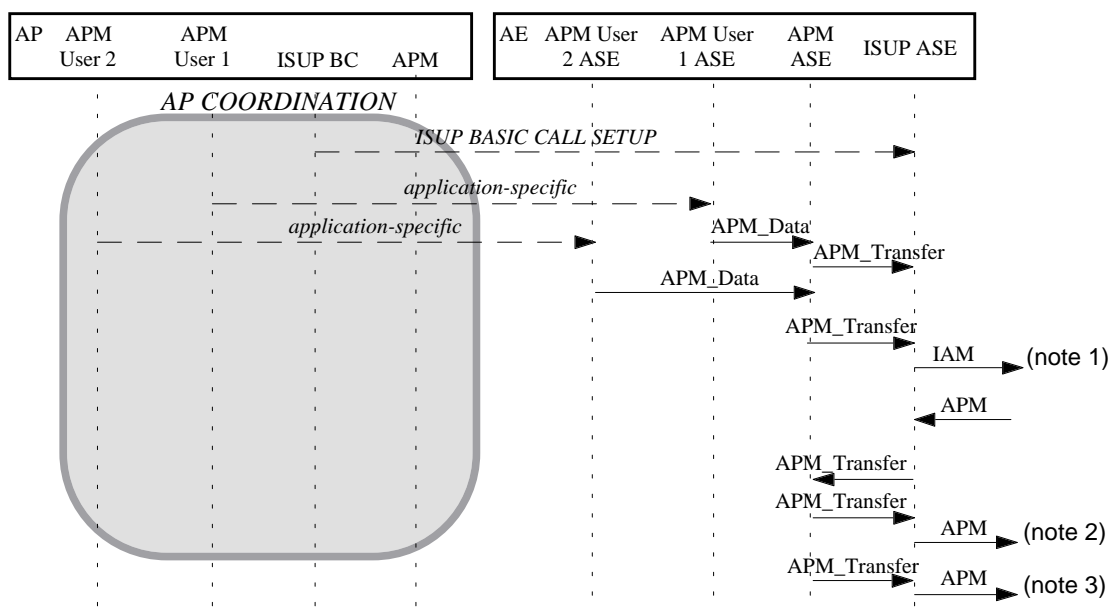 AP
APM
User 2
APM
User 1
ISUP BC
APM
AE
APM User
2 ASE
APM User
1 ASE
APM
ASE
ISUP ASE
AP COORDINATION
ISUP BASIC CALL SETUP
application-specific
application-specific
APM_Data
APM_Transfer
APM_Data
APM_Transfer
IAM
(note 1)
APM
APM_Transfer
APM_Transfer
APM
(note 2)
APM_Transfer
APM
(note 3)